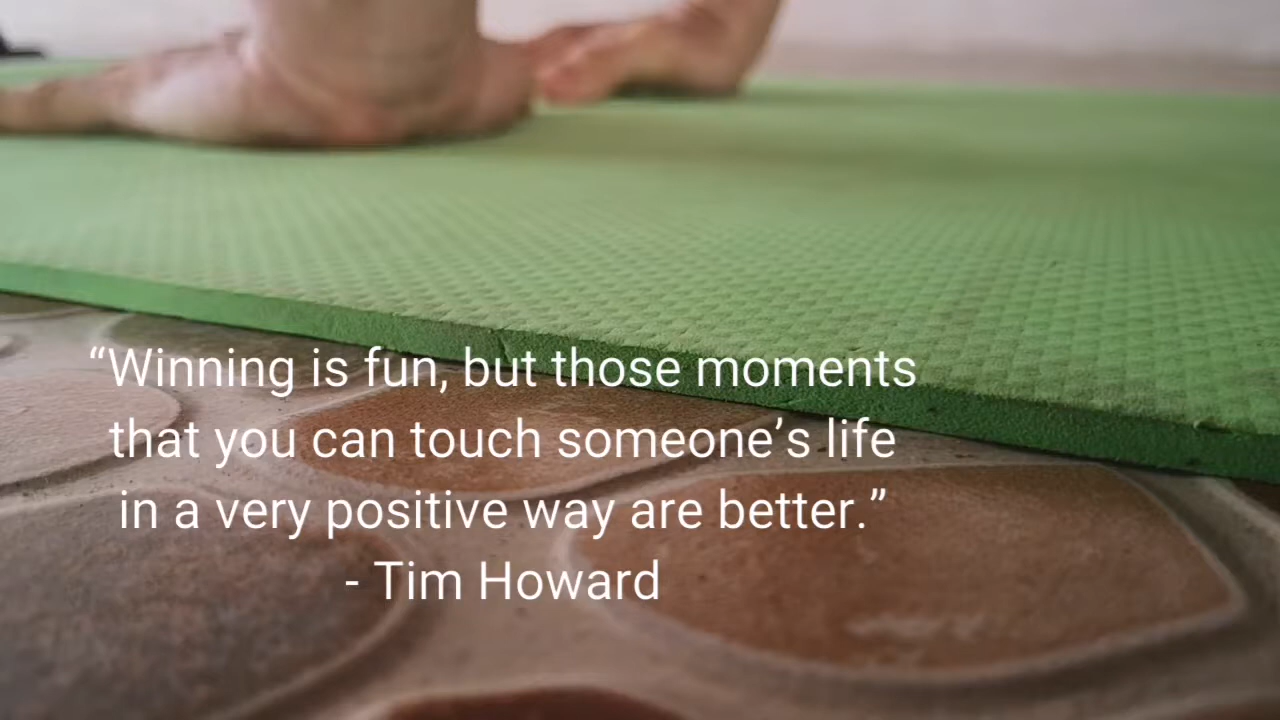 “Winning is fun, but those moments
that you can touch someone’s life
in a very positive way are better.”
- Tim Howard